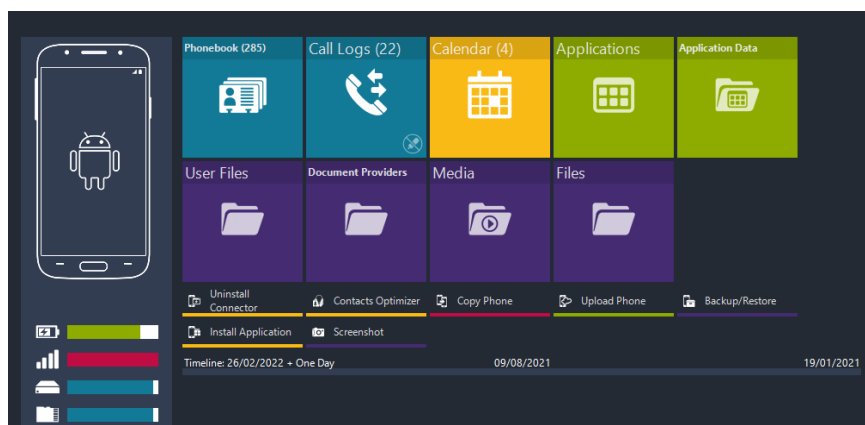 Phonebook (285)
Call Logs (22)
Calendar (4)
Applications
Application Data
User Files
Document Providers
Media
Files
Uninstall
Connector
Contacts Optimizer
Copy Phone
Upload Phone
Backup/Restore
Install Application
Screenshot
Timeline: 26/02/2022 + One Day
09/08/2021
19/01/2021